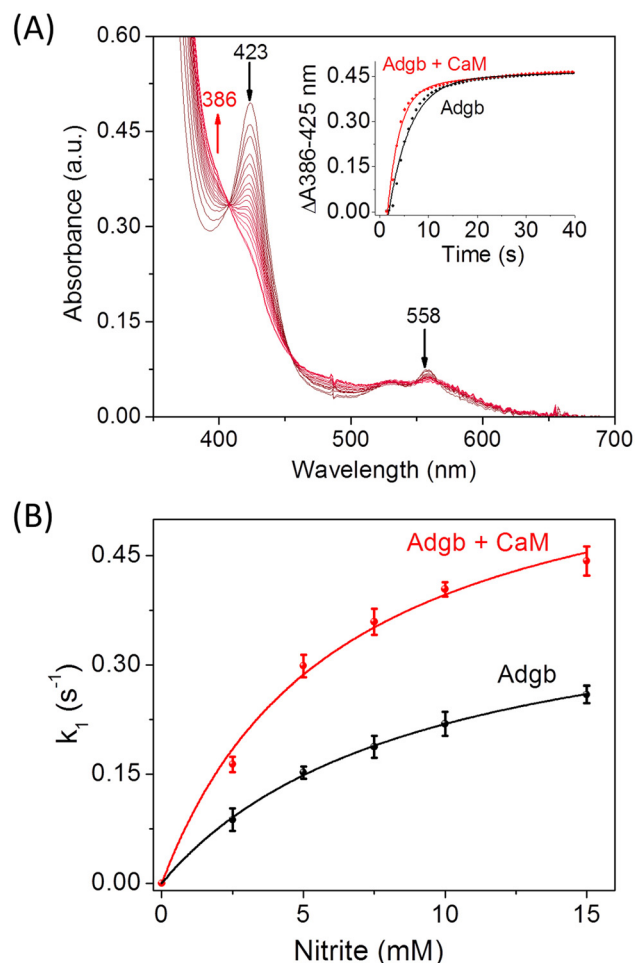 (A)
0.60
0.45
0.30
0.15
0.00
Absorbance (a.u.)
386
423
558
400 500 600 700
Wavelength (nm)
ΔA386-425 nm
0.45
0.30
0.15
0.00
Adgb + CaM
Adgb
0 10 20 30 40
Time (s)
(B)
k1 (s-1)
0.45
0.30
0.15
0.00
Adgb + CaM
Adgb
0 5 10 15
Nitrite (mM)